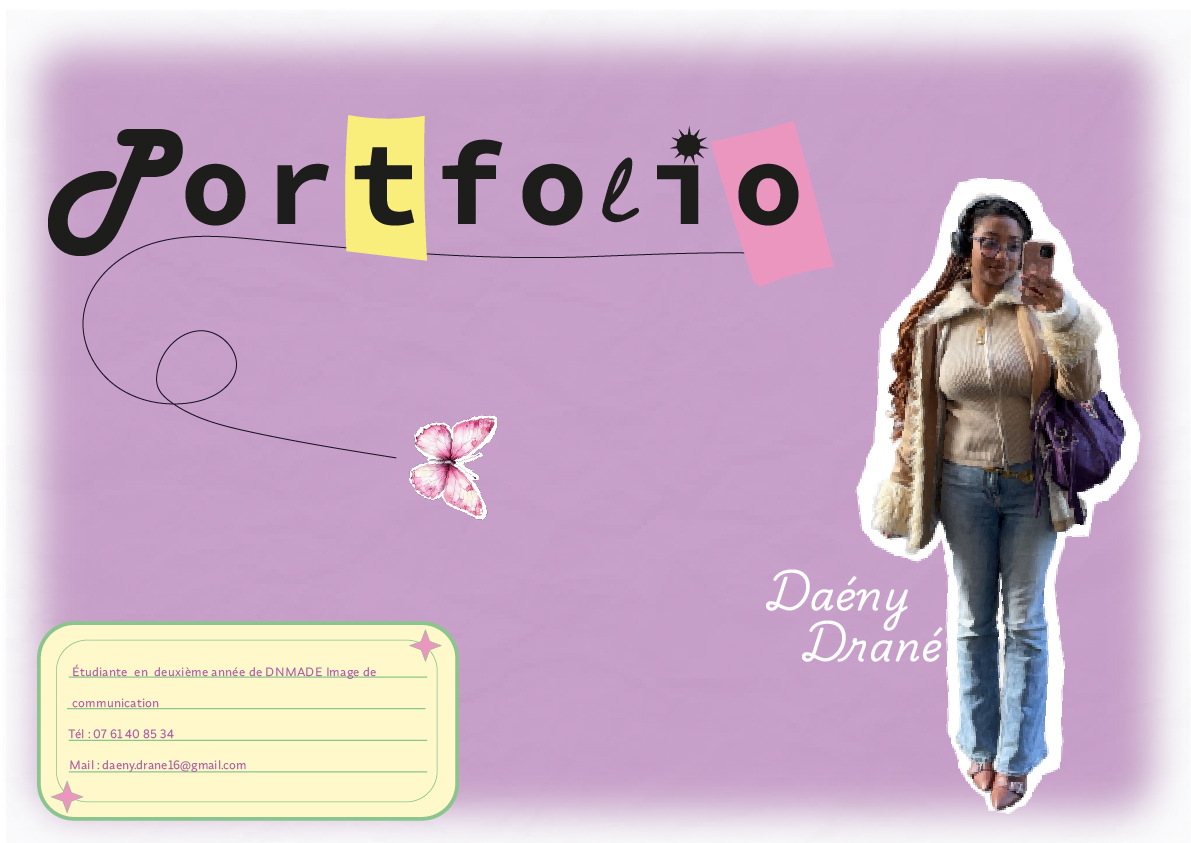 Portfolio
Daény
Drané
Étudiante en deuxième année de DNMADE Image de
communication
Tél : 07 61 40 85 34
Mail : daeny.drane16@gmail.com